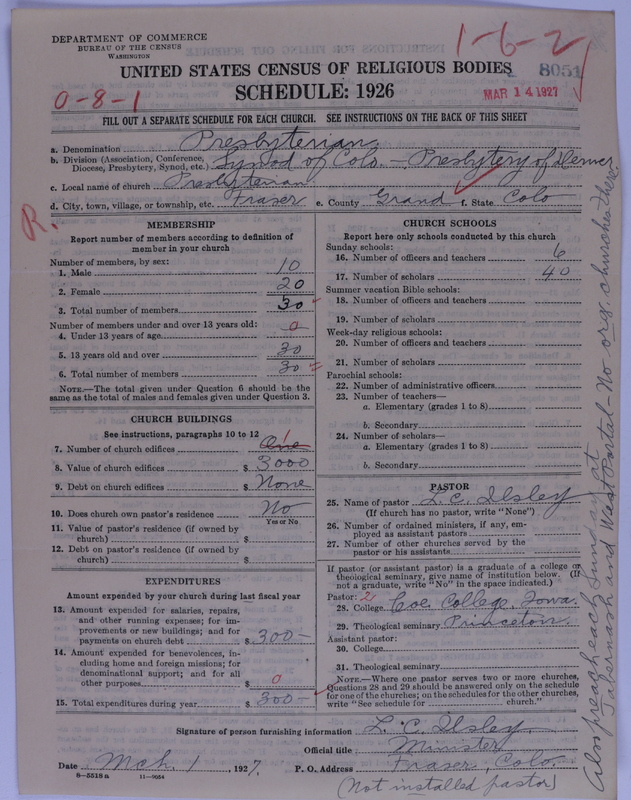 DEPARTMENT OF COMMERCE
BUREAU OF THE CENSUS
WASHINGTON
1-6-2
8051
UNITED STATES CENSUS OF RELIGIOUS BODIES
SCHEDULE: 1926
MAR 14 1927
0-8-1
FILL OUT A SEPARATE SCHEDULE FOR EACH CHURCH. SEE INSTRUCTIONS ON THE BACK OF THIS SHEET
a. Denomination Presbyterian
b. Division (Association, Conference, Diocese, Presbytery, Synod, etc.) Synod of Colo. - Presbytery of Denver
c. Local name of church Presbyterian
d. City, town, village, or township, etc. Fraser e. County Grand f. State Colo
R.
MEMBERSHIP
Report number of members according to definition of
member in your church
Number of members, by sex:
1. Male 10
2. Female 20
3. Total number of members 30
Number of members under and over 13 years old:
4. Under 13 years of age 0
5. 13 years old and over 30
6. Total number of members 30
NOTE.—The total given under Question 6 should be
same as the total of males and females given under Question 3.
CHURCH BUILDINGS
See instructions, paragraphs 10 to 12
7. Number of church edifices One 1
8. Value of church edifices $ 3000
9. Debt on church edifices $ None
10. Does church own pastor's residence No
Yes or No
11. Value of pastor's residence (if owned by
church) $
12. Debt on pastor's residence (if owned by
church) $
EXPENDITURES
Amount expended by your church during last fiscal year
13. Amount expended for salaries, repairs,
and other running expenses; for im-
provements or new buildings; and for
payments on church debt $ 300-
14. Amount expended for benevolences, in-
cluding home and foreign missions; for
denominational support; and for all
other purposes $ 0
15. Total expenditures during year $ 300-
CHURCH SCHOOLS
Report here only schools conducted by this church
Sunday schools:
16. Number of officers and teachers 6
17. Number of scholars 40
Summer vacation Bible schools:
18. Number of officers and teachers
19. Number of scholars
Week-day religious schools:
20. Number of officers and teachers
21. Number of scholars
Parochial schools:
22. Number of administrative officers
23. Number of teachers—
a. Elementary (grades 1 to 8)
b. Secondary
24. Number of scholars—
a. Elementary (grades 1 to 8)
b. Secondary
PASTOR
25. Name of pastor L. C. Ilsley
(If church has no pastor, write "None")
26. Number of ordained ministers, if any, em-
ployed as assistant pastors
27. Number of other churches served by the
pastor or his assistants
If pastor (or assistant pastor) is a graduate of a college or
theological seminary, give name of institution below. (If
not a graduate, write "No" in the space indicated.)
Pastor: 2
28. College Coe College, Iowa.
29. Theological seminary Princeton
Assistant pastor:
30. College
31. Theological seminary
NOTE.—Where one pastor serves two or more churches,
Questions 28 and 29 should be answered only on the schedule
for one of the churches; on the schedules for the other churches,
write "See schedule for church."
Signature of person furnishing information L. C. Ilsley
Official title Minister
Date Mch. 1 1927. P. O. Address Fraser, Colo.
8-5518a 11-9054
(Not installed pastor)
Also preach each Sunday at
Tabernash and West Portal - No org. churches there.